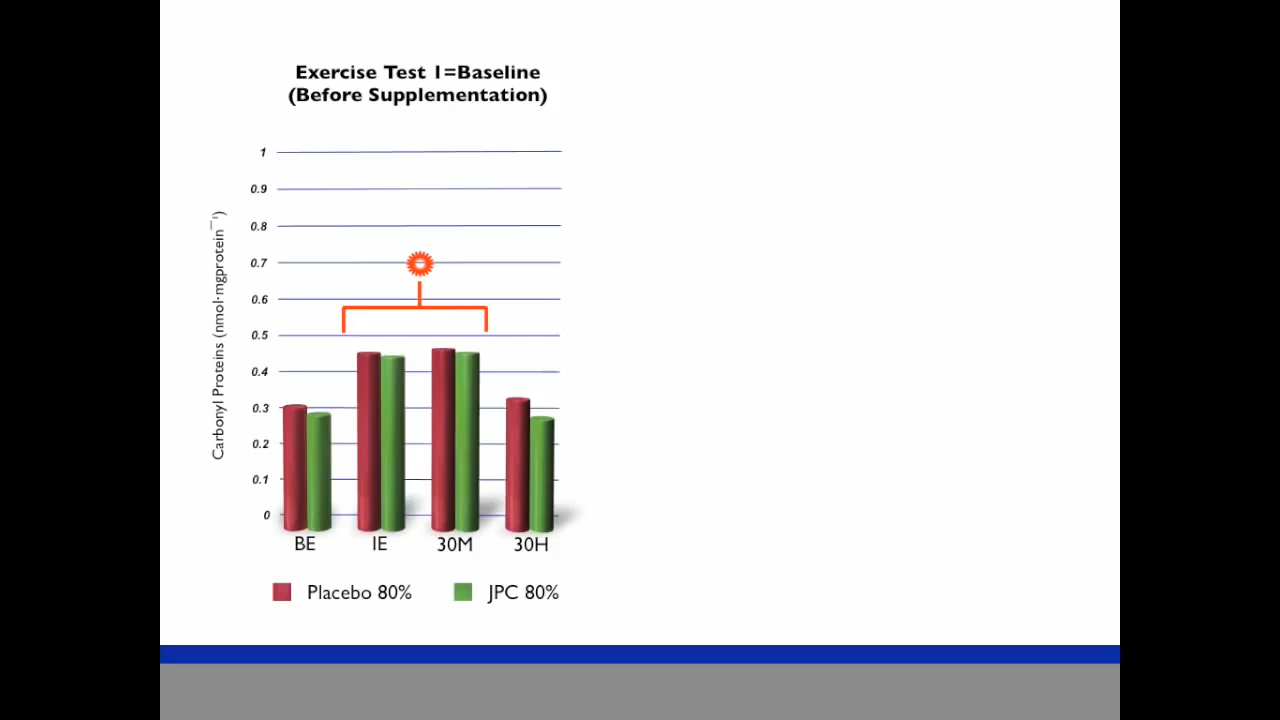 Exercise Test 1=Baseline
(Before Supplementation)
1
0.9
0.8
0.7
0.6
0.5
0.4
0.3
0.2
0.1
0
Carbonyl Proteins (nmol·mgprotein⁻¹)
BE IE 30M 30H
Placebo 80% JPC 80%